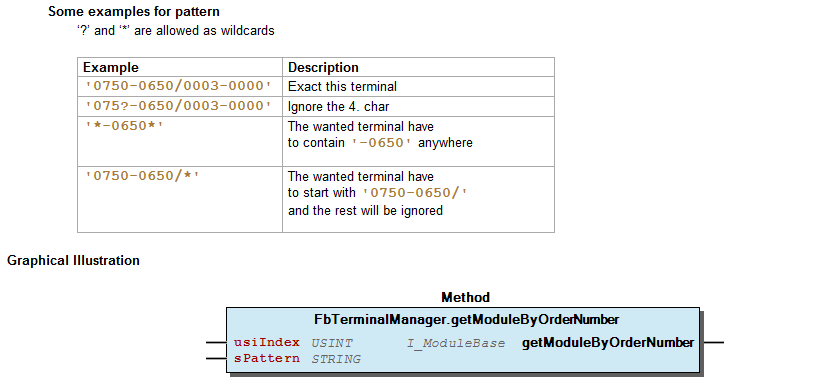 Some examples for pattern
‘?’ and ‘*’ are allowed as wildcards
Example Description
'0750-0650/0003-0000' Exact this terminal
'075?-0650/0003-0000' Ignore the 4. char
'*-0650*' The wanted terminal have
to contain '-0650' anywhere
'0750-0650/*' The wanted terminal have
to start with '0750-0650/'
and the rest will be ignored
Graphical Illustration
Method
FbTerminalManager.getModuleByOrderNumber
usiIndex USINT I_ModuleBase getModuleByOrderNumber
sPattern STRING